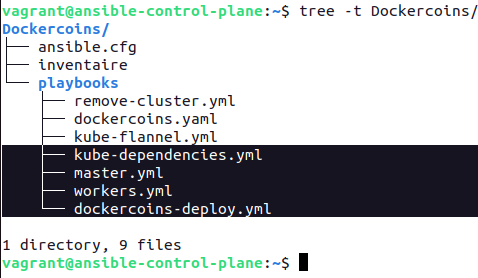 vagrant@ansible-control-plane:~$ tree -t Dockercoins/
Dockercoins/
├── ansible.cfg
├── inventaire
└── playbooks
    ├── remove-cluster.yml
    ├── dockercoins.yaml
    ├── kube-flannel.yml
    ├── kube-dependencies.yml
    ├── master.yml
    ├── workers.yml
    └── dockercoins-deploy.yml
1 directory, 9 files
vagrant@ansible-control-plane:~$